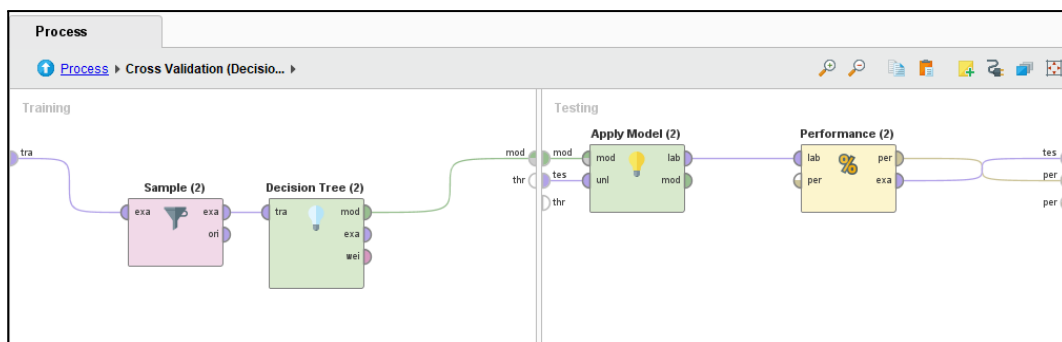 Process
Process ▸ Cross Validation (Decisio... ▸
Training
Testing
tra
Sample (2)
exa exa
ori
Decision Tree (2)
tra mod
exa
wei
mod
thr
mod
tes
thr
Apply Model (2)
mod lab
unl mod
Performance (2)
% 
lab per
per exa
tes
per
per